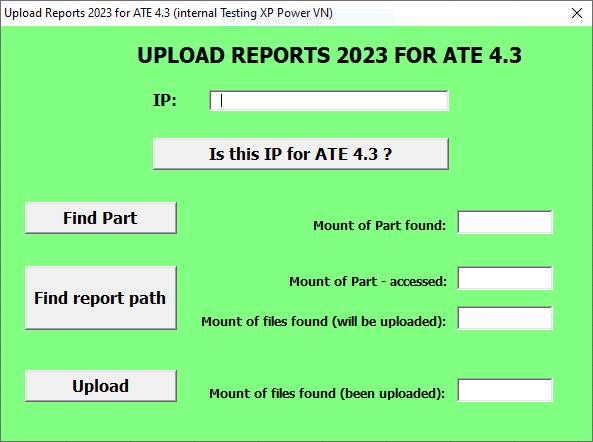 Upload Reports 2023 for ATE 4.3 (internal Testing XP Power VN)
UPLOAD REPORTS 2023 FOR ATE 4.3
IP:
Is this IP for ATE 4.3 ?
Find Part
Mount of Part found:
Find report path
Mount of Part - accessed:
Mount of files found (will be uploaded):
Upload
Mount of files found (been uploaded):